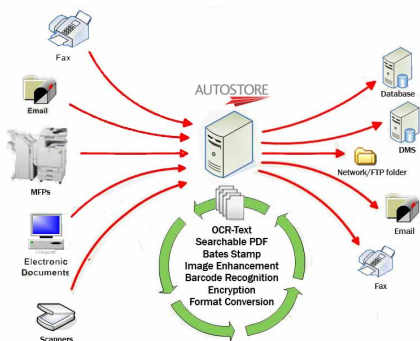 Fax
AUTOSTORE
Email
Database
DMS
MFPs
Network/FTP folder
Email
Electronic
Documents
Fax
Scanners
OCR-Text
Searchable PDF
Bates Stamp
Image Enhancement
Barcode Recognition
Encryption
Format Conversion